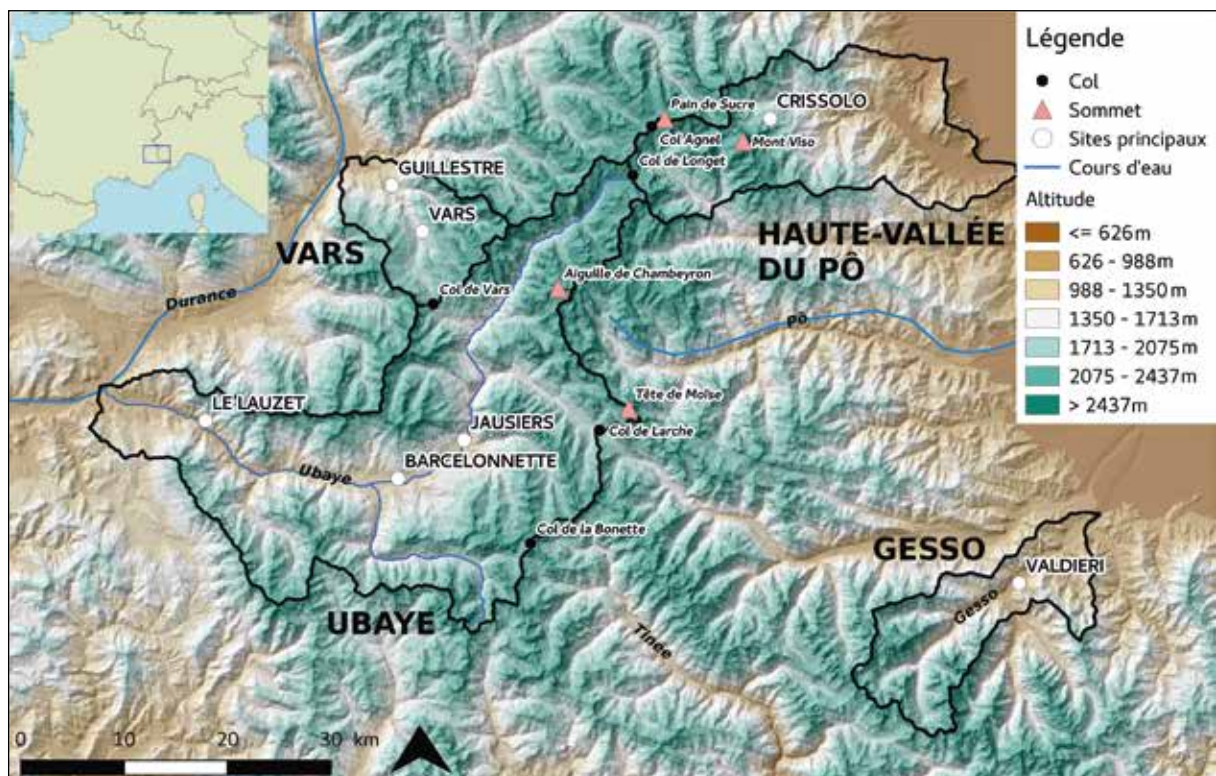 Légende
Col
Sommet
Sites principaux
Cours d'eau
Altitude
<= 626m
626 - 988m
988 - 1350m
1350 - 1713m
1713 - 2075m
2075 - 2437m
> 2437m
Pain de Sucre
CRISSOLO
Col Agnel
Mont Viso
Col de Longet
GUILLESTRE
VARS
VARS
HAUTE-VALLÉE
DU PÔ
Aiguille de Chambeyron
Durance
Col de Vars
Pô
LE LAUZET
Tête de Moïse
JAUSIERS
Col de Larche
BARCELONNETTE
Ubaye
Col de la Bonette
GESSO
VALDIERI
Gesso
UBAYE
Tinée
0 10 20 30 km